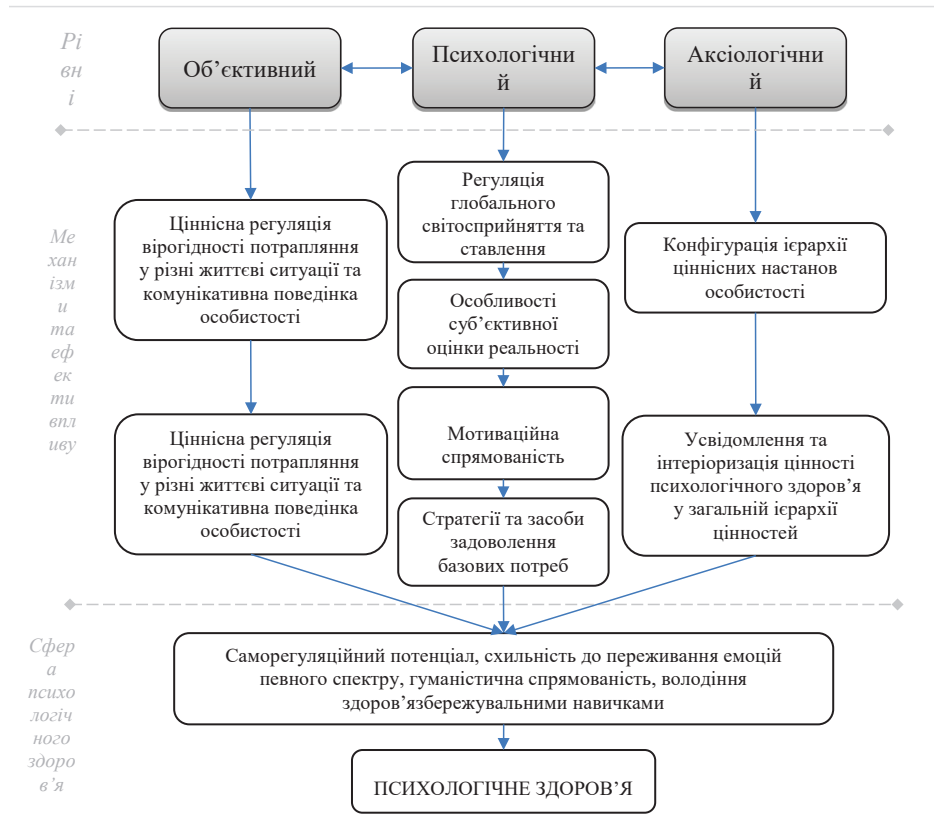 Рі
вн
і
Об’єктивний
Психологічни
й
Аксіологічни
й
Ме
хан
ізм
и
та
еф
ек
ти
впл
иву
Ціннісна регуляція
вірогідності потрапляння
у різні життєві ситуації та
комунікативна поведінка
особистості
Регуляція
глобального
світосприйняття та
ставлення
Конфігурація ієрархії
ціннісних настанов
особистості
Особливості
суб’єктивної
оцінки реальності
Мотиваційна
спрямованість
Ціннісна регуляція
вірогідності потрапляння
у різні життєві ситуації та
комунікативна поведінка
особистості
Стратегії та засоби
задоволення
базових потреб
Усвідомлення та
інтеріоризація цінності
психологічного здоров’я
у загальній ієрархії
цінностей
Сфер
а
психо
логіч
ного
здоро
в’я
Саморегуляційний потенціал, схильність до переживання емоцій
певного спектру, гуманістична спрямованість, володіння
здоров’язбережувальними навичками
ПСИХОЛОГІЧНЕ ЗДОРОВ’Я